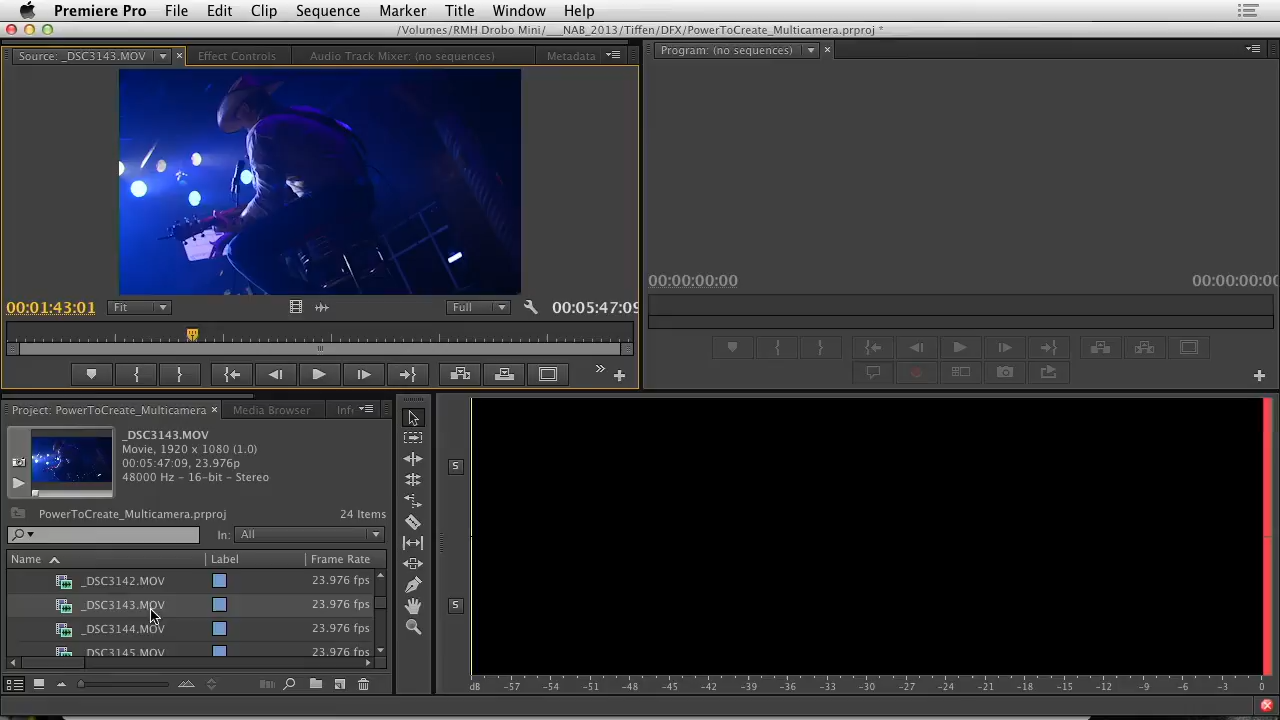 Premiere Pro File Edit Clip Sequence Marker Title Window Help
/Volumes/RMH Drobo Mini/___NAB_2013/Tiffen/DFX/PowerToCreate_Multicamera.prproj *
Source: _DSC3143.MOV Effect Controls Audio Track Mixer: (no sequences) Metadata
Program: (no sequences)
00:01:43:01 Fit Full 00:05:47:09
00:00:00:00 00:00:00:00
Project: PowerToCreate_Multicamera Media Browser Inf
_DSC3143.MOV
Movie, 1920 x 1080 (1.0)
00:05:47:09, 23.976p
48000 Hz - 16-bit - Stereo
PowerToCreate_Multicamera.prproj 24 Items
In: All
Name Label Frame Rate
_DSC3142.MOV 23.976 fps
_DSC3143.MOV 23.976 fps
_DSC3144.MOV 23.976 fps
_DSC3145.MOV 23.976 fps
S
S
dB -57 -54 -51 -48 -45 -42 -39 -36 -33 -30 -27 -24 -21 -18 -15 -12 -9 -6 -3 0